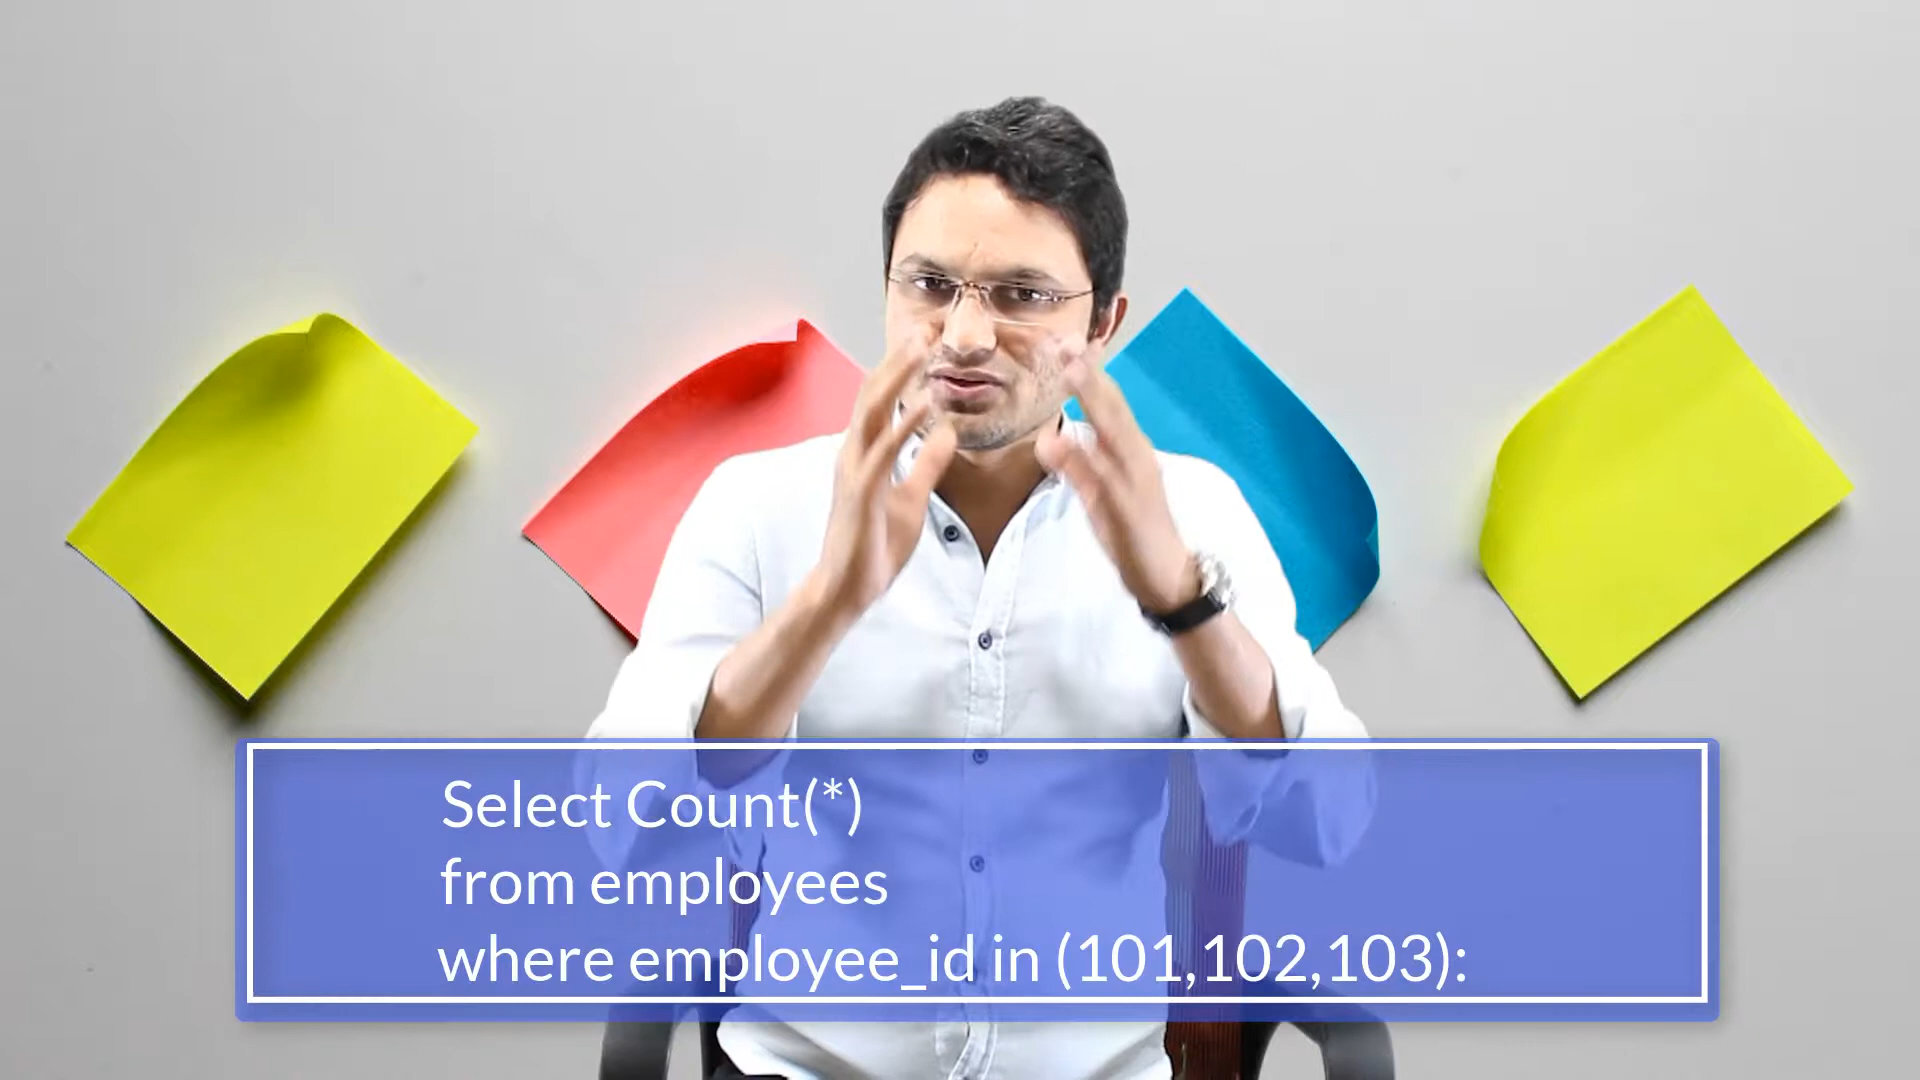 Select Count(*)
from employees
where employee_id in (101,102,103):